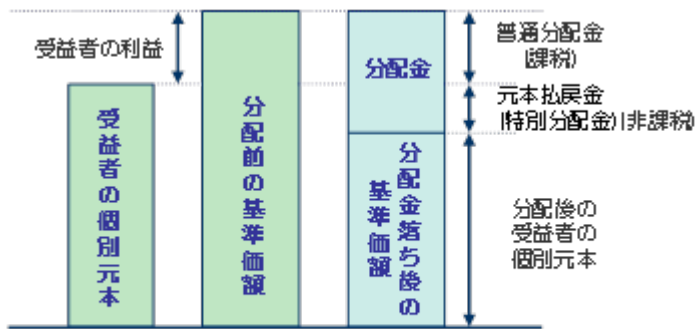 受益者の利益
受益者の個別元本
分配前の基準価額
分配金
分配金落ち後の
基準価額
普通分配金
(課税)
元本払戻金
(特別分配金)(非課税)
分配後の
受益者の
個別元本